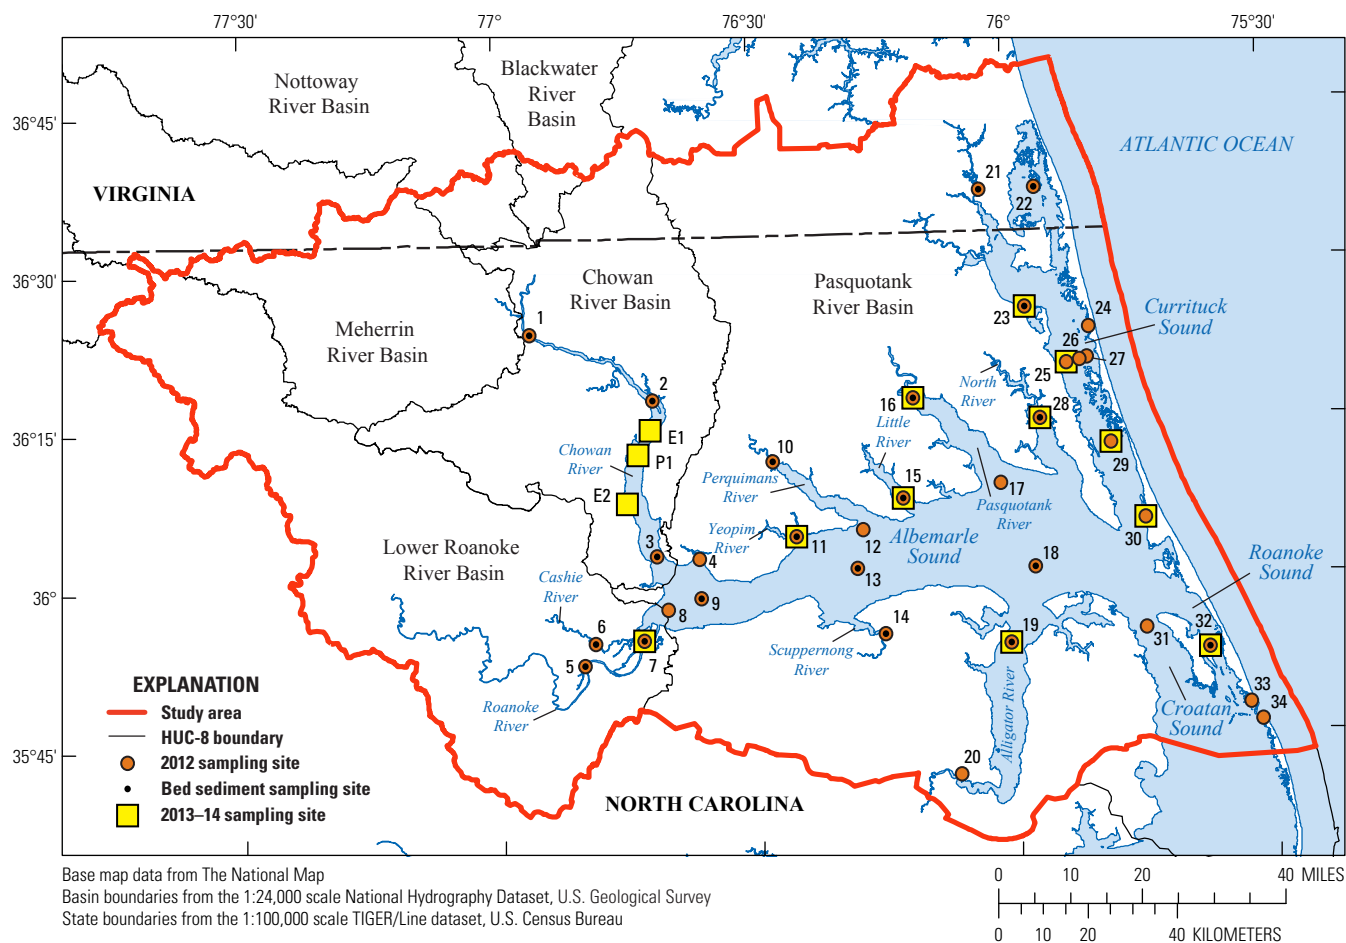 77°30'
77°
76°30'
76°
75°30'
36°45'
36°30'
36°15'
36°
35°45'
Nottoway
River Basin
Blackwater
River
Basin
ATLANTIC OCEAN
VIRGINIA
21
22
Chowan
River Basin
Pasquotank
River Basin
Meherrin
River Basin
1
23
24
Currituck
Sound
26
27
25
2
North
River
28
16
Little
River
E1
P1
Chowan
River
10
29
Perquimans
River
15
17
Pasquotank
River
E2
Yeopim
River
11
12
Albemarle
Sound
30
Lower Roanoke
River Basin
3
4
13
18
Roanoke
Sound
Cashie
River
9
8
6
14
19
31
32
5
7
Scuppernong
River
Roanoke
River
Alligator River
Croatan
Sound
33
34
20
NORTH CAROLINA
EXPLANATION
Study area
HUC-8 boundary
2012 sampling site
Bed sediment sampling site
2013–14 sampling site
Base map data from The National Map
Basin boundaries from the 1:24,000 scale National Hydrography Dataset, U.S. Geological Survey
State boundaries from the 1:100,000 scale TIGER/Line dataset, U.S. Census Bureau
0 10 20 40 MILES
0 10 20 40 KILOMETERS